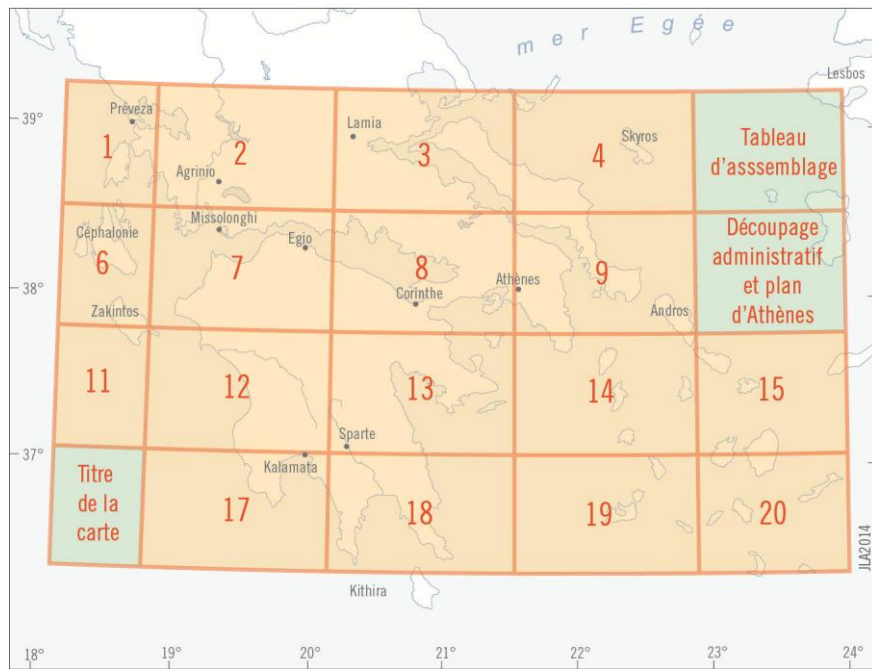 mer Egée
Lesbos
39°
Préveza
Lamia
Skyros
1
2
3
4
Tableau
d'asssemblage
Agrinio
Missolonghi
Céphalonie
Egio
6
7
8
9
Découpage
administratif
et plan
d'Athènes
38°
Corinthe
Athènes
Zakintos
Andros
11
12
13
14
15
37°
Sparte
Kalamata
Titre
de la
carte
17
18
19
20
Kithira
JLA2014
18°
19°
20°
21°
22°
23°
24°